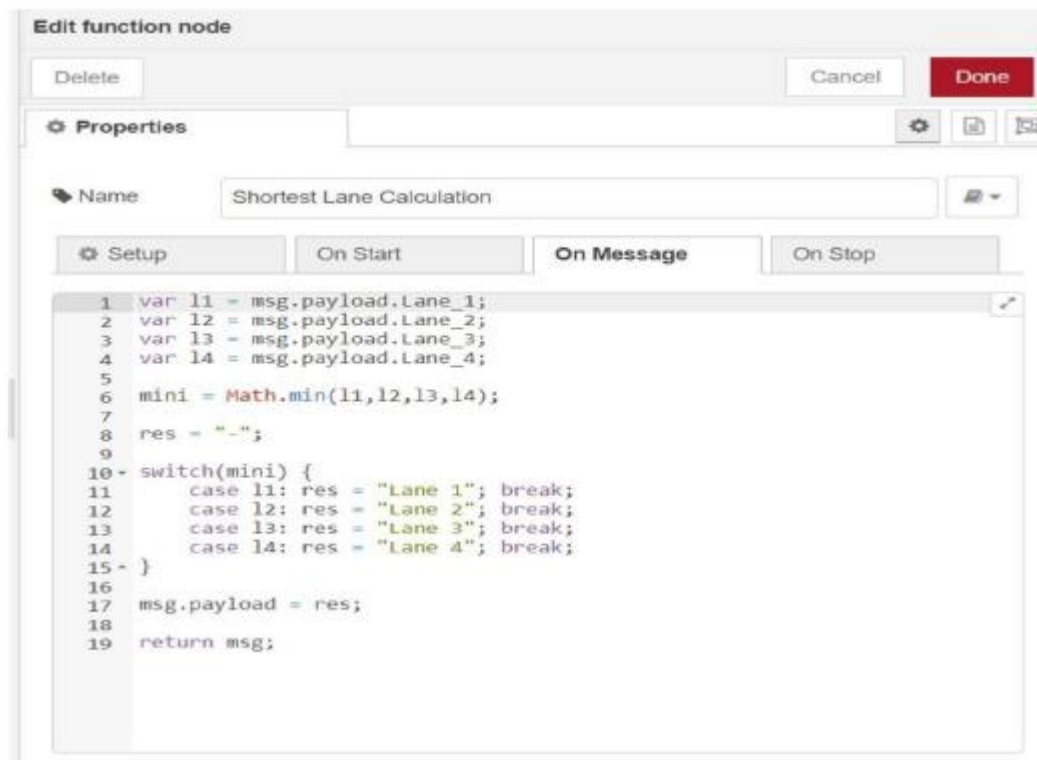 Edit function node
Delete Cancel Done
Properties
Name Shortest Lane Calculation
Setup On Start On Message On Stop
1 var l1 = msg.payload.Lane_1;
2 var l2 = msg.payload.Lane_2;
3 var l3 = msg.payload.Lane_3;
4 var l4 = msg.payload.Lane_4;
5
6 mini = Math.min(l1,l2,l3,l4);
7
8 res = "-";
9
10 switch(mini) {
11 case l1: res = "Lane 1"; break;
12 case l2: res = "Lane 2"; break;
13 case l3: res = "Lane 3"; break;
14 case l4: res = "Lane 4"; break;
15 }
16
17 msg.payload = res;
18
19 return msg;